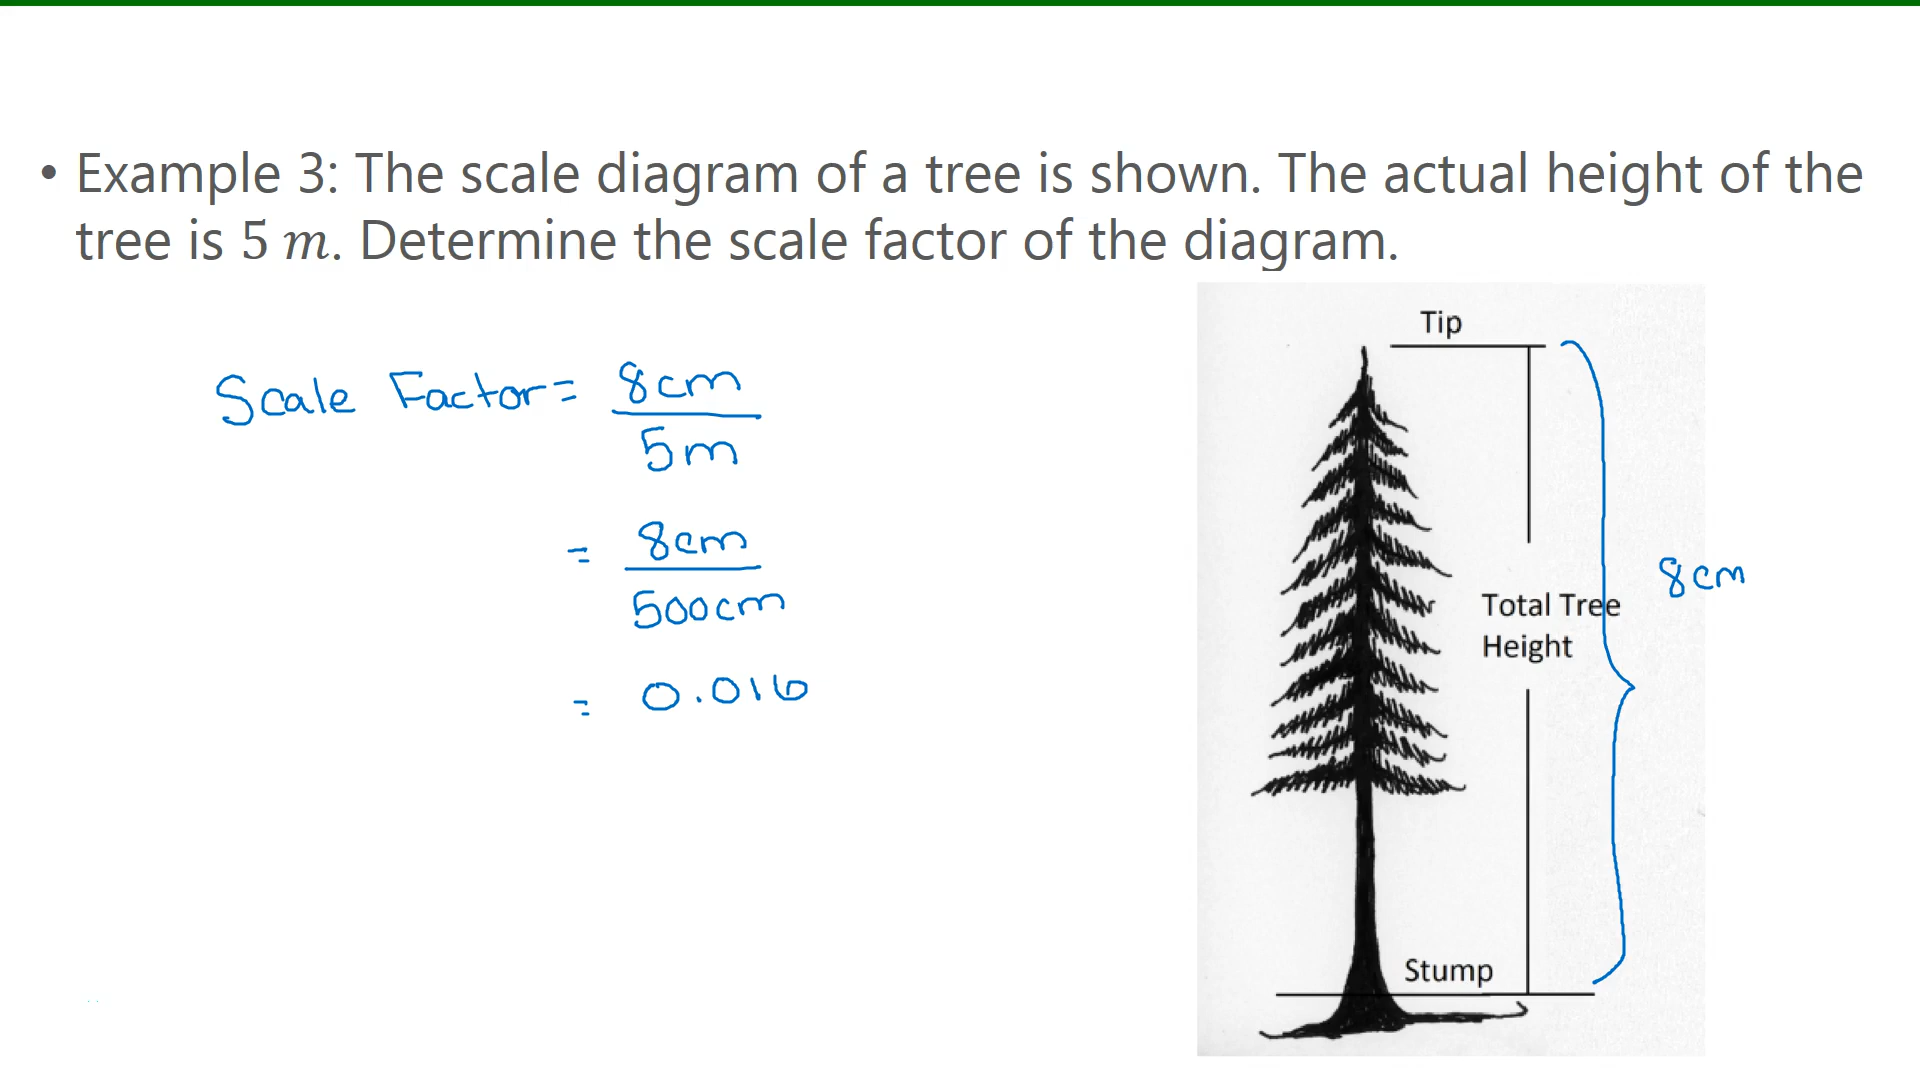 • Example 3: The scale diagram of a tree is shown. The actual height of the
tree is 5 m. Determine the scale factor of the diagram.
Scale Factor = 8cm
5m
= 8cm
500cm
= 0.016
Tip
8cm
Total Tree
Height
Stump